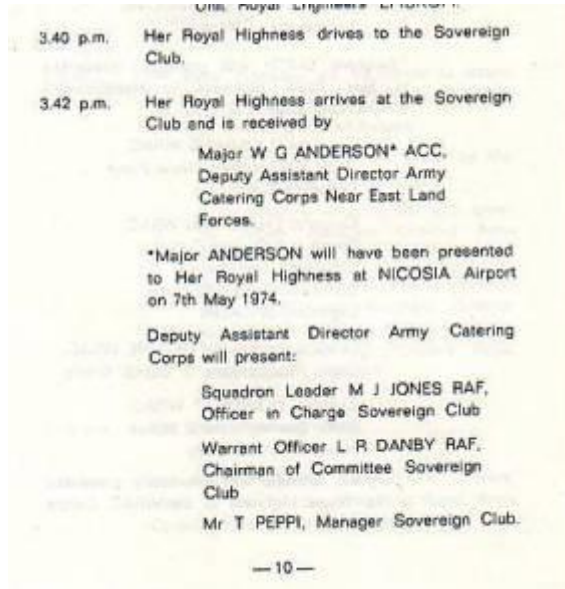 Unit Royal Engineers
3.40 p.m. Her Royal Highness drives to the Sovereign
Club.
3.42 p.m. Her Royal Highness arrives at the Sovereign
Club and is received by
Major W G ANDERSON* ACC,
Deputy Assistant Director Army
Catering Corps Near East Land
Forces.
*Major ANDERSON will have been presented
to Her Royal Highness at NICOSIA Airport
on 7th May 1974.
Deputy Assistant Director Army Catering
Corps will present:
Squadron Leader M J JONES RAF,
Officer in Charge Sovereign Club
Warrant Officer L R DANBY RAF,
Chairman of Committee Sovereign
Club
Mr T PEPPI, Manager Sovereign Club.
—10—